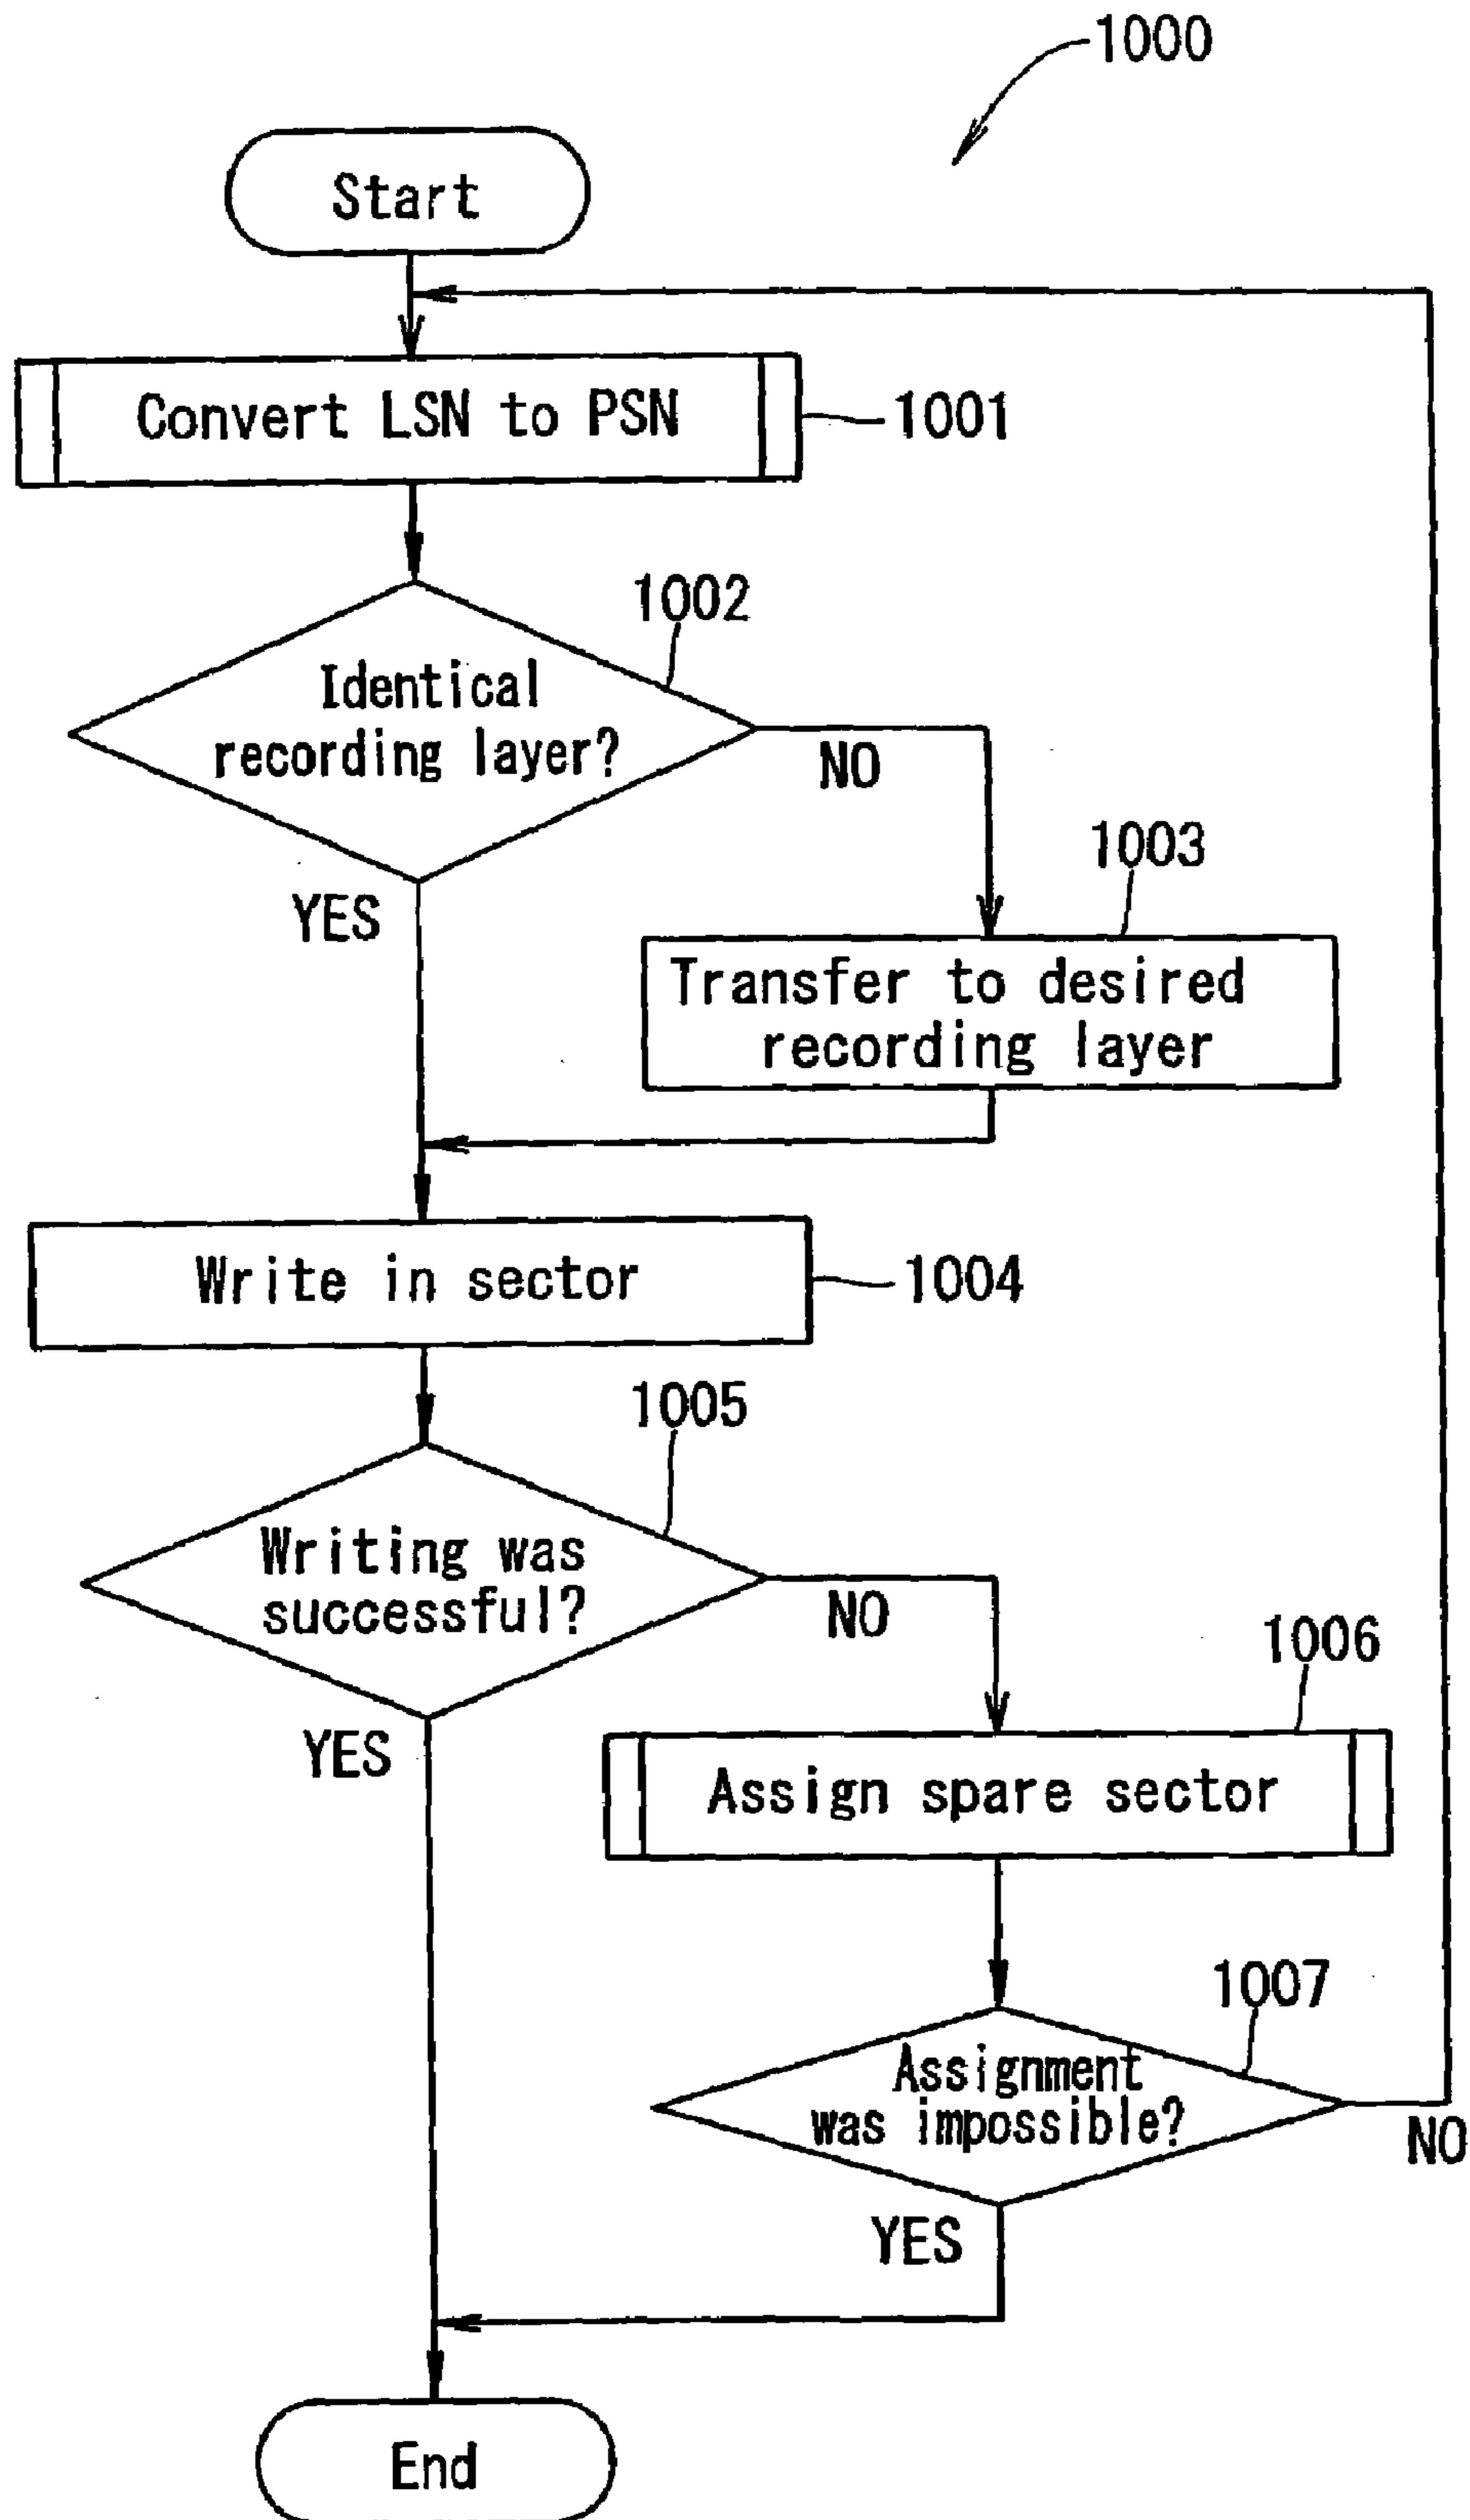 1000
Start
Convert LSN to PSN
1001
1002
Identical
recording layer?
NO
YES
1003
Transfer to desired
recording layer
Write in sector
1004
1005
Writing was
successful?
NO
YES
1006
Assign spare sector
1007
Assignment
was impossible?
NO
YES
End